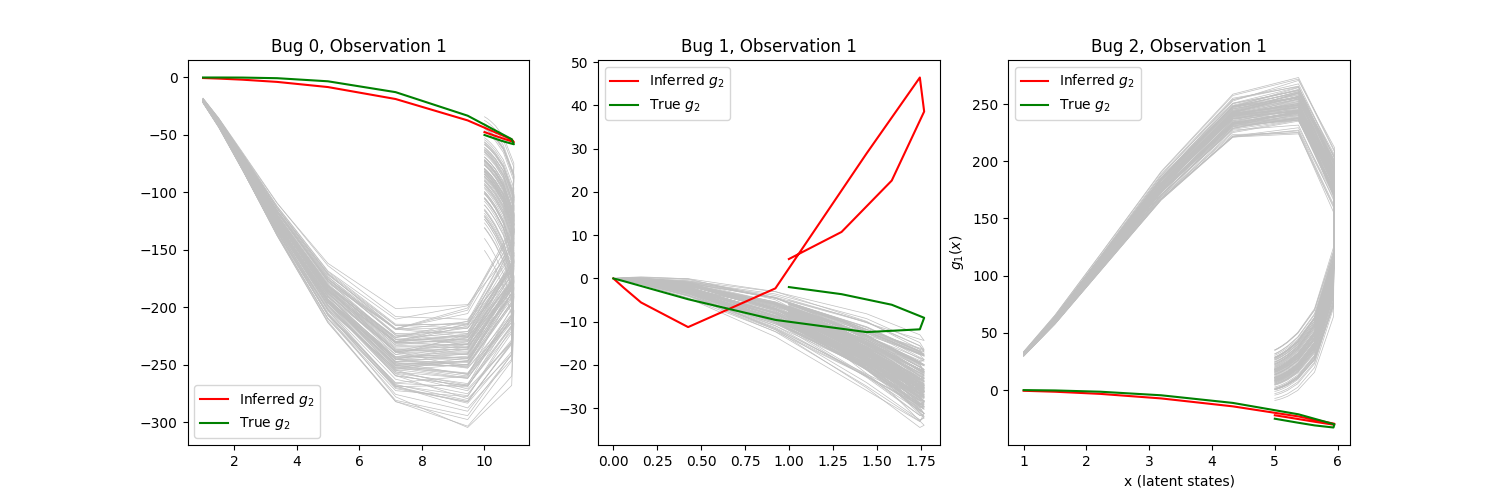 Bug 0, Observation 1
0
−50
−100
−150
−200
−250
−300
Inferred g₂
True g₂
2 4 6 8 10
Bug 1, Observation 1
50
40
30
20
10
0
−10
−20
−30
Inferred g₂
True g₂
0.00 0.25 0.50 0.75 1.00 1.25 1.50 1.75
Bug 2, Observation 1
g₁(x)
250
200
150
100
50
0
Inferred g₂
True g₂
1 2 3 4 5 6
x (latent states)